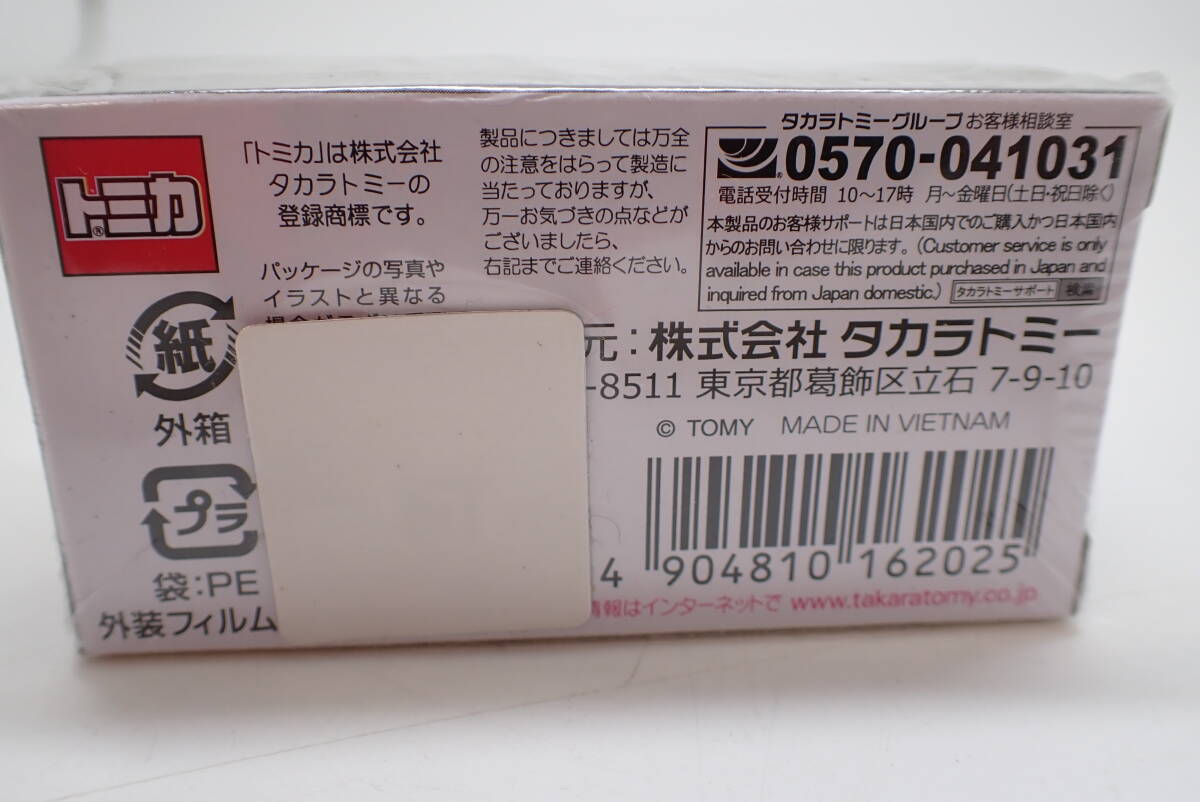 トミカ®
「トミカ」は株式会社
タカラトミーの
登録商標です。
パッケージの写真や
イラストと異なる
紙
外箱
プラ
袋:PE
外装フィルム
製品につきましては万全
の注意をはらって製造に
当たっておりますが、
万一お気づきの点などが
ございましたら、
右記までご連絡ください。
タカラトミーグループ お客様相談室
0570-041031
電話受付時間 10〜17時 月〜金曜日(土日・祝日除く)
本製品のお客様サポートは日本国内でのご購入かつ日本国内
からのお問い合わせに限ります。(Customer service is only
available in case this product purchased in Japan and
inquired from Japan domestic.) タカラトミーサポート 検索
元:株式会社 タカラトミー
-8511 東京都葛飾区立石 7-9-10
© TOMY MADE IN VIETNAM
4 904810 162025
情報はインターネットで www.takaratomy.co.jp